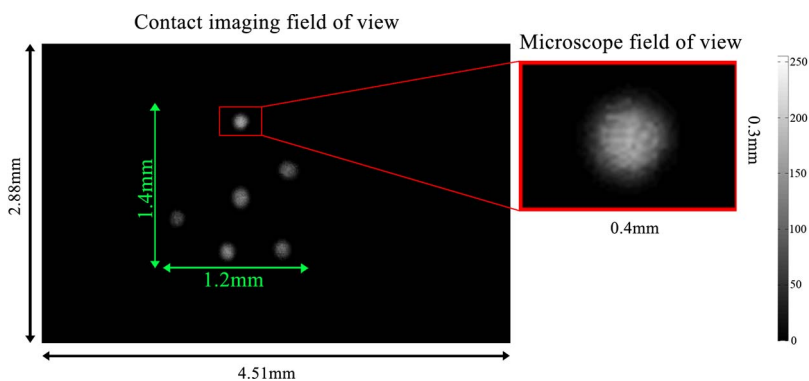 Contact imaging field of view
Microscope field of view
2.88mm
1.4mm
1.2mm
4.51mm
0.3mm
0.4mm
250
200
150
100
50
0